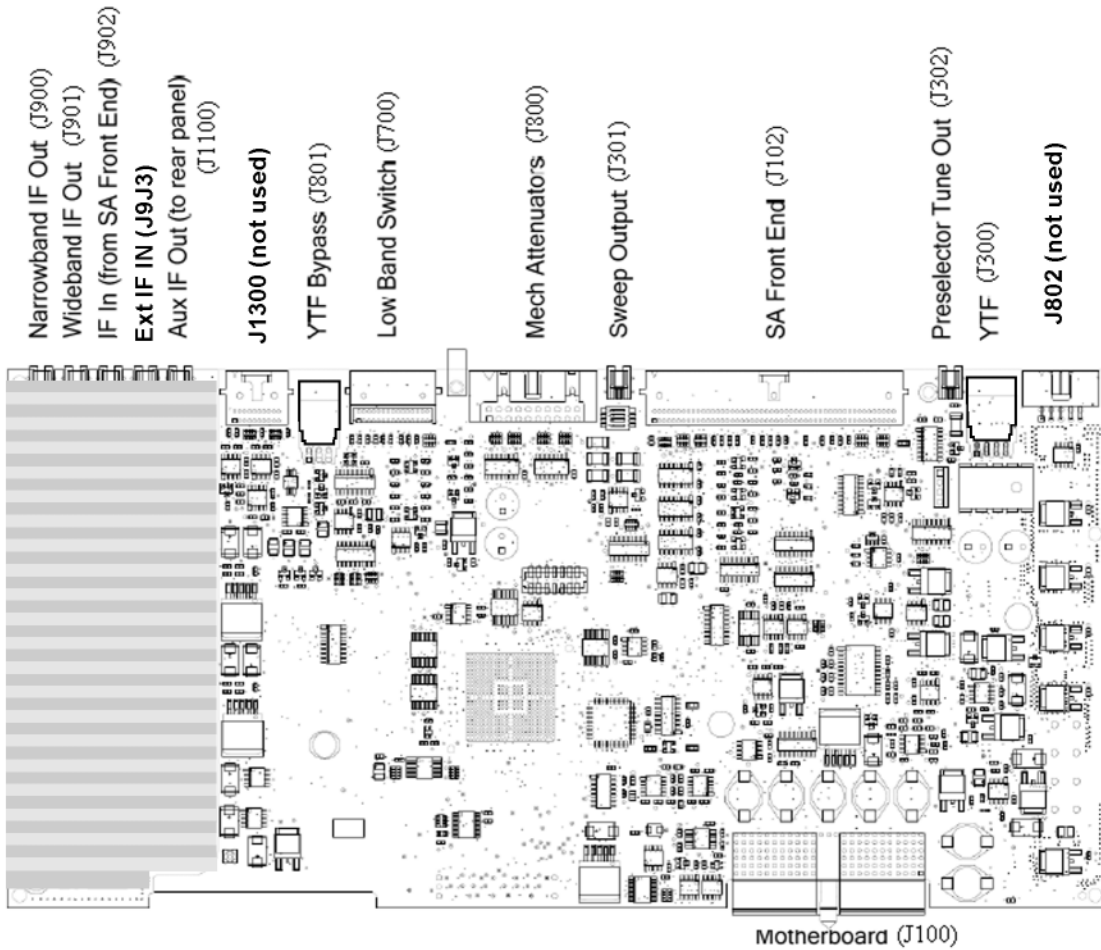 Narrowband IF Out (J900)
Wideband IF Out (J901)
IF In (from SA Front End) (J902)
Ext IF IN (J9J3)
Aux IF Out (to rear panel)
(J1100)
J1300 (not used)
YTF Bypass (J801)
Low Band Switch (J700)
Mech Attenuators (J800)
Sweep Output (J301)
SA Front End (J102)
Preselector Tune Out (J302)
YTF (J300)
J802 (not used)
Motherboard (J100)